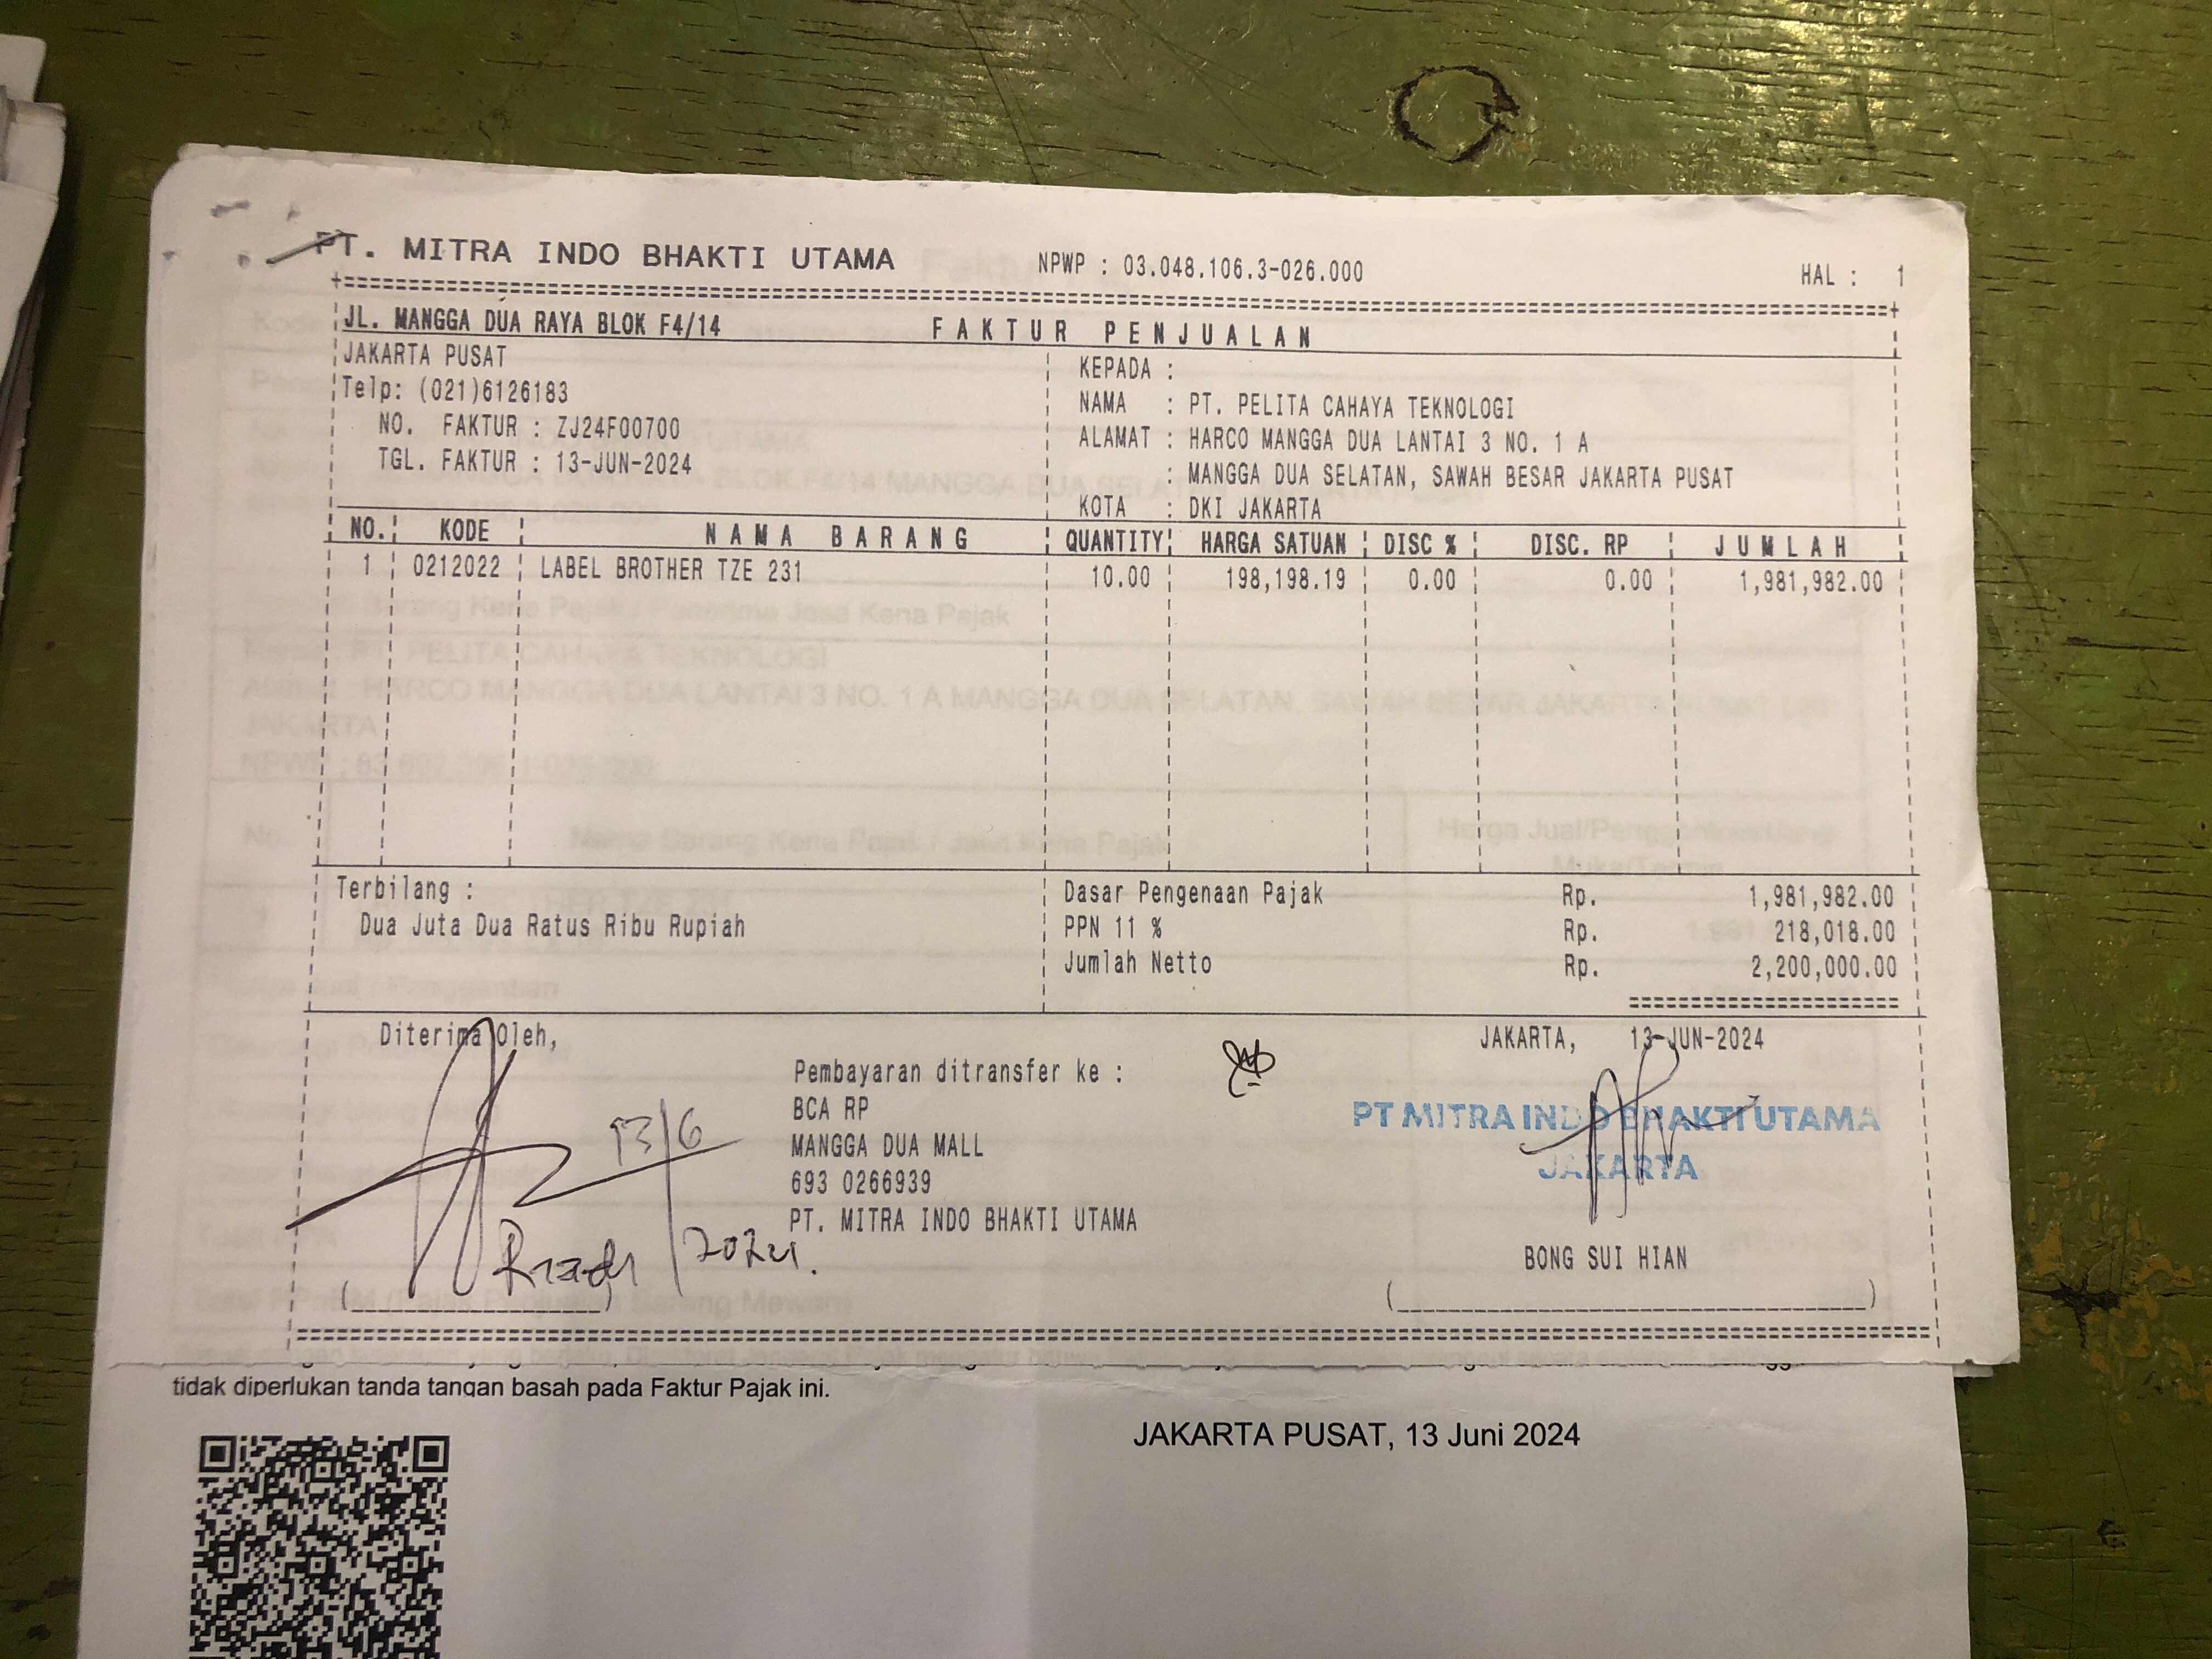 PT. MITRA INDO BHAKTI UTAMA NPWP : 03.048.106.3-026.000 HAL : 1
JL. MANGGA DUA RAYA BLOK F4/14 FAKTUR PENJUALAN
JAKARTA PUSAT
Telp: (021)6126183
NO. FAKTUR : ZJ24F00700
TGL. FAKTUR : 13-JUN-2024
KEPADA :
NAMA : PT. PELITA CAHAYA TEKNOLOGI
ALAMAT : HARCO MANGGA DUA LANTAI 3 NO. 1 A
: MANGGA DUA SELATAN, SAWAH BESAR JAKARTA PUSAT
KOTA : DKI JAKARTA
NO. KODE NAMA BARANG QUANTITY HARGA SATUAN DISC % DISC. RP JUMLAH
1 0212022 LABEL BROTHER TZE 231 10.00 198,198.19 0.00 0.00 1,981,982.00
Terbilang :
Dua Juta Dua Ratus Ribu Rupiah
Dasar Pengenaan Pajak Rp. 1,981,982.00
PPN 11 % Rp. 218,018.00
Jumlah Netto Rp. 2,200,000.00
Diterima Oleh,
13/6
/2024.
Pembayaran ditransfer ke :
BCA RP
MANGGA DUA MALL
693 0266939
PT. MITRA INDO BHAKTI UTAMA
JAKARTA, 13-JUN-2024
PT MITRA INDO BHAKTI UTAMA
JAKARTA
BONG SUI HIAN
tidak diperlukan tanda tangan basah pada Faktur Pajak ini.
JAKARTA PUSAT, 13 Juni 2024